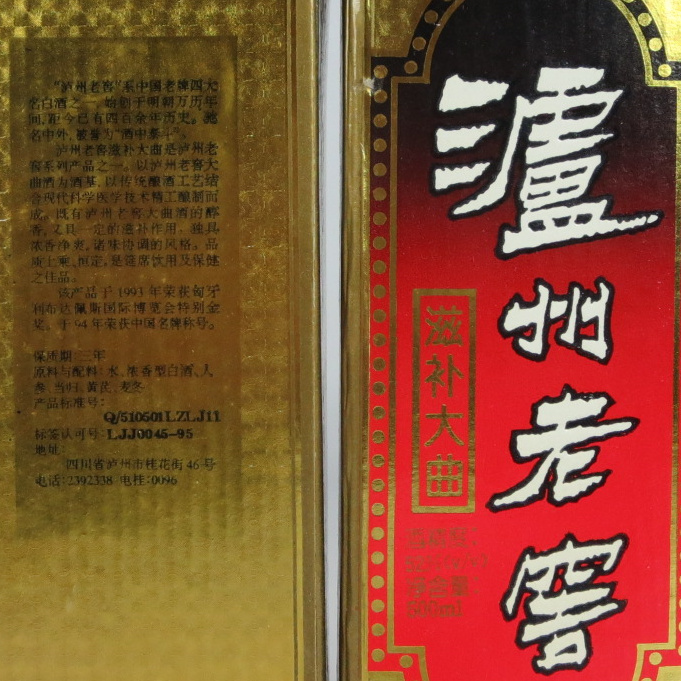 "泸州老窖"系中国老牌四大
名白酒之一，始创于明朝万历年
间，距今已有四百余年历史。驰
名中外，被誉为"酒中泰斗"。
泸州老窖滋补大曲是泸州老
窖系列产品之一。以泸州老窖大
曲酒为酒基，以传统酿酒工艺结
合现代科学医学技术精工酿制而
成。既有泸州老窖大曲酒的醇
香，又具一定的滋补作用。独具
浓香净爽，诸味协调的风格。品
质上乘、恒定，是筵席饮用及保健
之佳品。
该产品于1993年荣获匈牙
利布达佩斯国际博览会特别金
奖。于94年荣获中国名牌称号。
保质期：三年
原料与配料：水、浓香型白酒、人
参、当归、黄芪、麦冬
产品标准号：
Q/510501LZLJ11
标签认可号：LJJ0045-95
地址：
四川省泸州市桂花街46号
电话：2392338 电挂：0096
泸州老窖
滋补大曲
酒精度：
净含量：
500ml